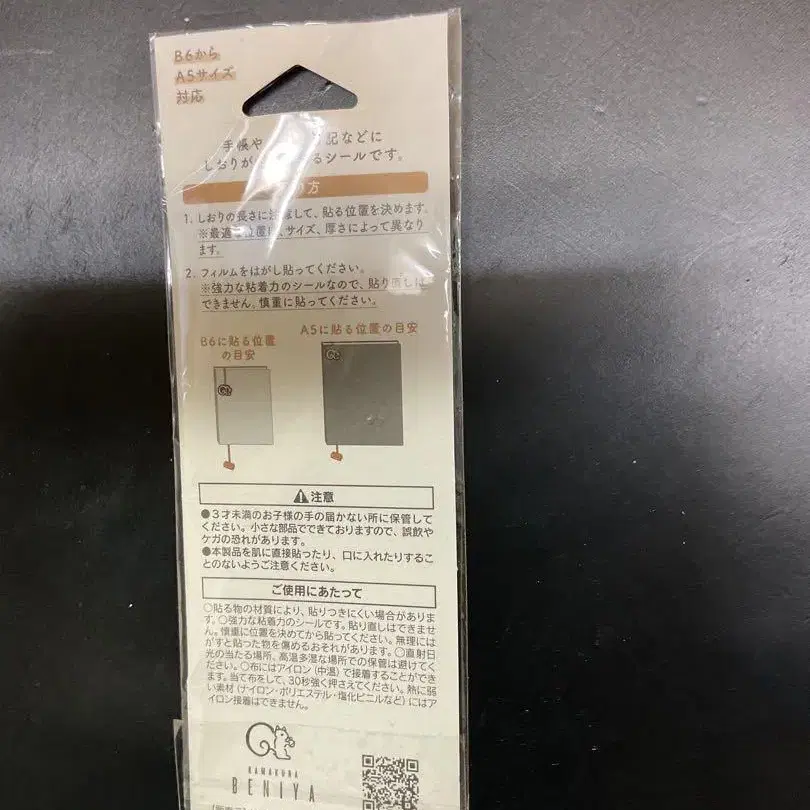 B6から
A5サイズ
対応
手帳や 記などに
しおりが るシールです。
の方
1. しおりの長さに注意して、貼る位置を決めます。
※最適な位置は、サイズ、厚さによって異なり
ます。
2. フィルムをはがし貼ってください。
※強力な粘着力のシールなので、貼り直しは
できません、慎重に貼ってください。
B6に貼る位置
の目安
A5に貼る位置の目安
注意
●3才未満のお子様の手の届かない所に保管して
ください。小さな部品でできておりますので、誤飲や
ケガの恐れがあります。
●本製品を肌に直接貼ったり、口に入れたりするこ
とのないようご注意ください。
ご使用にあたって
○貼る物の材質により、貼りつきにくい場合がありま
す。○強力な粘着力のシールです。貼り直しはできませ
ん。慎重に位置を決めてから貼ってください。無理には
がすと貼った物を傷めるおそれがあります。○直射日
光の当たる場所、高温多湿な場所での保管は避けてく
ださい。○布にはアイロン(中温)で接着することができ
ます。当て布をして、30秒強く押さえてください。熱に弱
い素材(ナイロン・ポリエステル・塩化ビニルなど)にはア
イロン接着はできません。
KAMAKURA
BENIYA